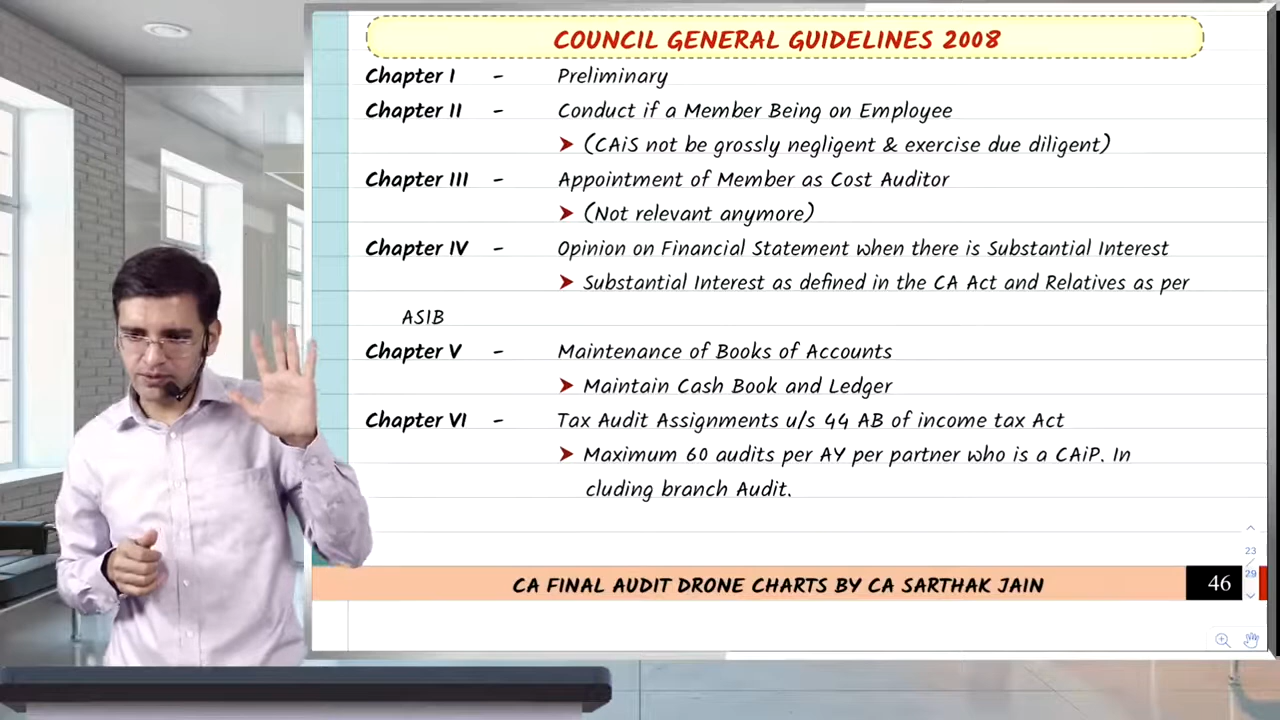 COUNCIL GENERAL GUIDELINES 2008
Chapter I - Preliminary
Chapter II - Conduct if a Member Being on Employee
➤ (CAiS not be grossly negligent & exercise due diligent)
Chapter III - Appointment of Member as Cost Auditor
➤ (Not relevant anymore)
Chapter IV - Opinion on Financial Statement when there is Substantial Interest
➤ Substantial Interest as defined in the CA Act and Relatives as per
ASIB
Chapter V - Maintenance of Books of Accounts
➤ Maintain Cash Book and Ledger
Chapter VI - Tax Audit Assignments u/s 44 AB of income tax Act
➤ Maximum 60 audits per AY per partner who is a CAiP. In
cluding branch Audit.
23
29
CA FINAL AUDIT DRONE CHARTS BY CA SARTHAK JAIN
46